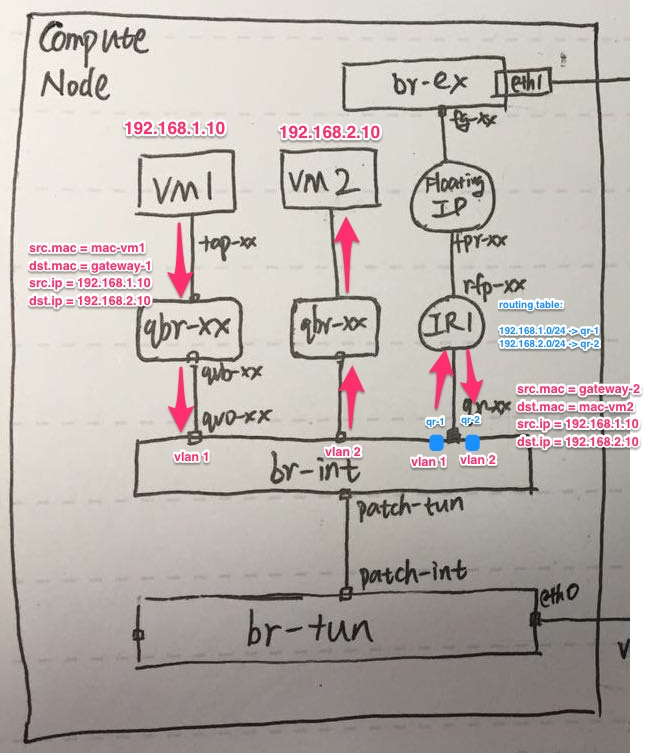 Compute
Node
br-ex
eth1
fg-xx
192.168.1.10
192.168.2.10
VM1
VM2
Floating
IP
tap-xx
fpr-xx
src.mac = mac-vm1
dst.mac = gateway-1
src.ip = 192.168.1.10
dst.ip = 192.168.2.10
rfp-xx
routing table:
192.168.1.0/24 -> qr-1
192.168.2.0/24 -> qr-2
qbr-xx
qbr-xx
IR1
qvb-xx
qvo-xx
qr-xx
src.mac = gateway-2
dst.mac = mac-vm2
src.ip = 192.168.1.10
dst.ip = 192.168.2.10
qr-1
qr-2
vlan 1
vlan 2
vlan 1
vlan 2
br-int
patch-tun
patch-int
eth0
br-tun
V